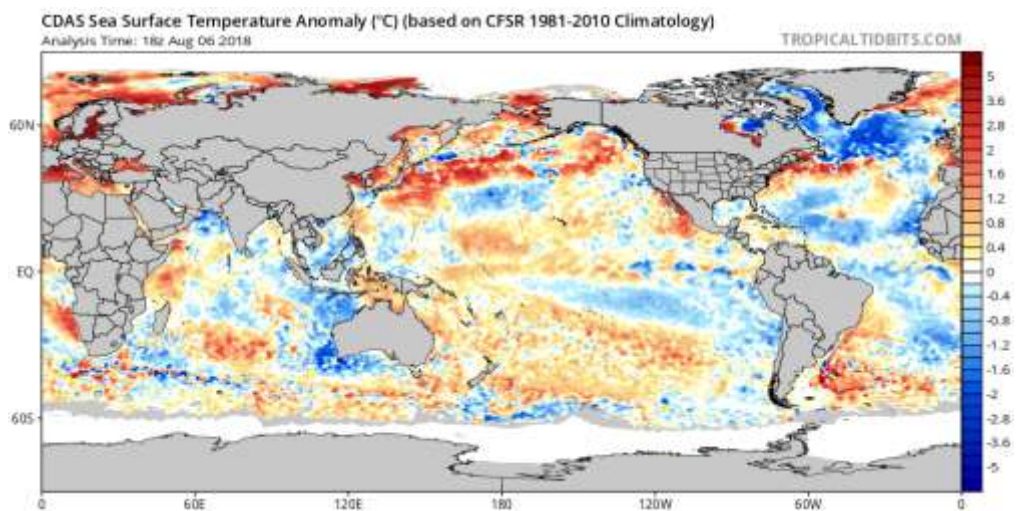 CDAS Sea Surface Temperature Anomaly (°C) (based on CFSR 1981-2010 Climatology)
Analysis Time: 18z Aug 06 2018
TROPICALTIDBITS.COM
60N
EQ
60S
0
60E
120E
180
120W
60W
0
5
3.6
2.8
2
1.6
1.2
0.8
0.4
0
-0.4
-0.8
-1.2
-1.6
-2
-2.8
-3.6
-5